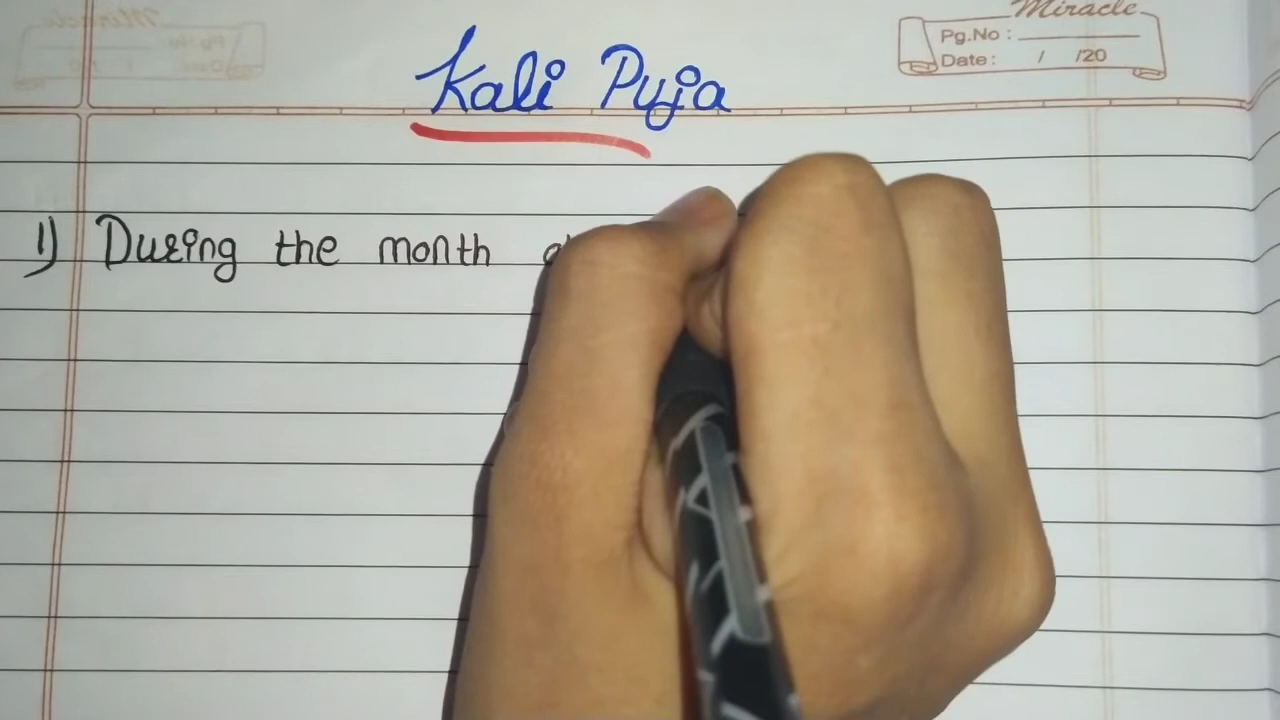 Miracle
Pg.No :
Date : / /20
Kali Puja
1) During the month